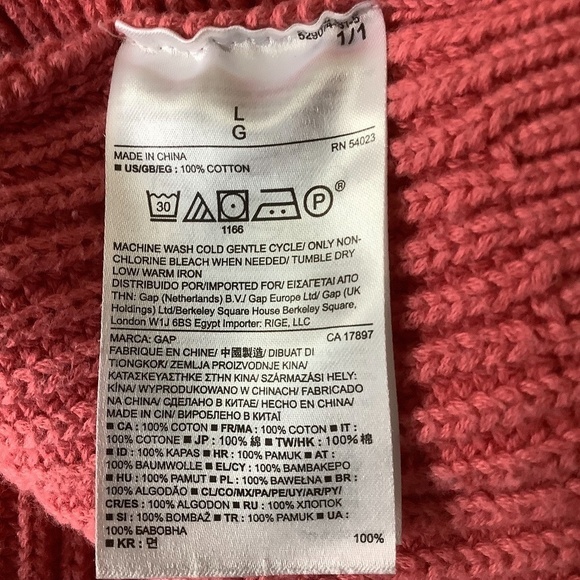 1/1
L
G
RN 54023
MADE IN CHINA
■ US/GB/EG : 100% COTTON
30 P ®
1166
MACHINE WASH COLD GENTLE CYCLE/ ONLY NON-
CHLORINE BLEACH WHEN NEEDED/ TUMBLE DRY
LOW/ WARM IRON
DISTRIBUIDO POR/IMPORTED FOR/ ΕΙΣΑΓΕΤΑΙ ΑΠΟ
ΤΗΝ: Gap (Netherlands) B.V./ Gap Europe Ltd/ Gap (UK
Holdings) Ltd/Berkeley Square House Berkeley Square,
London W1J 6BS Egypt Importer: RIGE, LLC
MARCA: GAP CA 17897
FABRIQUE EN CHINE/ 中國製造/ DIBUAT DI
TIONGKOK/ ZEMLJA PROIZVODNJE KINA/
ΚΑΤΑΣΚΕΥΑΣΤΗΚΕ ΣΤΗΝ ΚΙΝΑ/ SZÁRMAZÁSI HELY:
KÍNA/ WYPRODUKOWANO W CHINACH/ FABRICADO
NA CHINA/ СДЕЛАНО В КИТАЕ/ HECHO EN CHINA/
MADE IN CIN/ ВИРОБЛЕНО В КИТАЇ
■ CA : 100% COTON ■ FR/MA : 100% COTON ■ IT :
100% COTONE ■ JP : 100% 綿 ■ TW/HK : 100% 棉
■ ID : 100% KAPAS ■ HR : 100% PAMUK ■ AT :
100% BAUMWOLLE ■ EL/CY : 100% ΒΑΜΒΑΚΕΡΟ
■ HU : 100% PAMUT ■ PL : 100% BAWEŁNA ■ BR :
100% ALGODÃO ■ CL/CO/MX/PA/PE/UY/AR/PY/
CR/ES : 100% ALGODON ■ RU : 100% ХЛОПОК
■ SI : 100% BOMBAŽ ■ TR : 100% PAMUK ■ UA :
100% БАВОВНА
■ KR : 면 100%